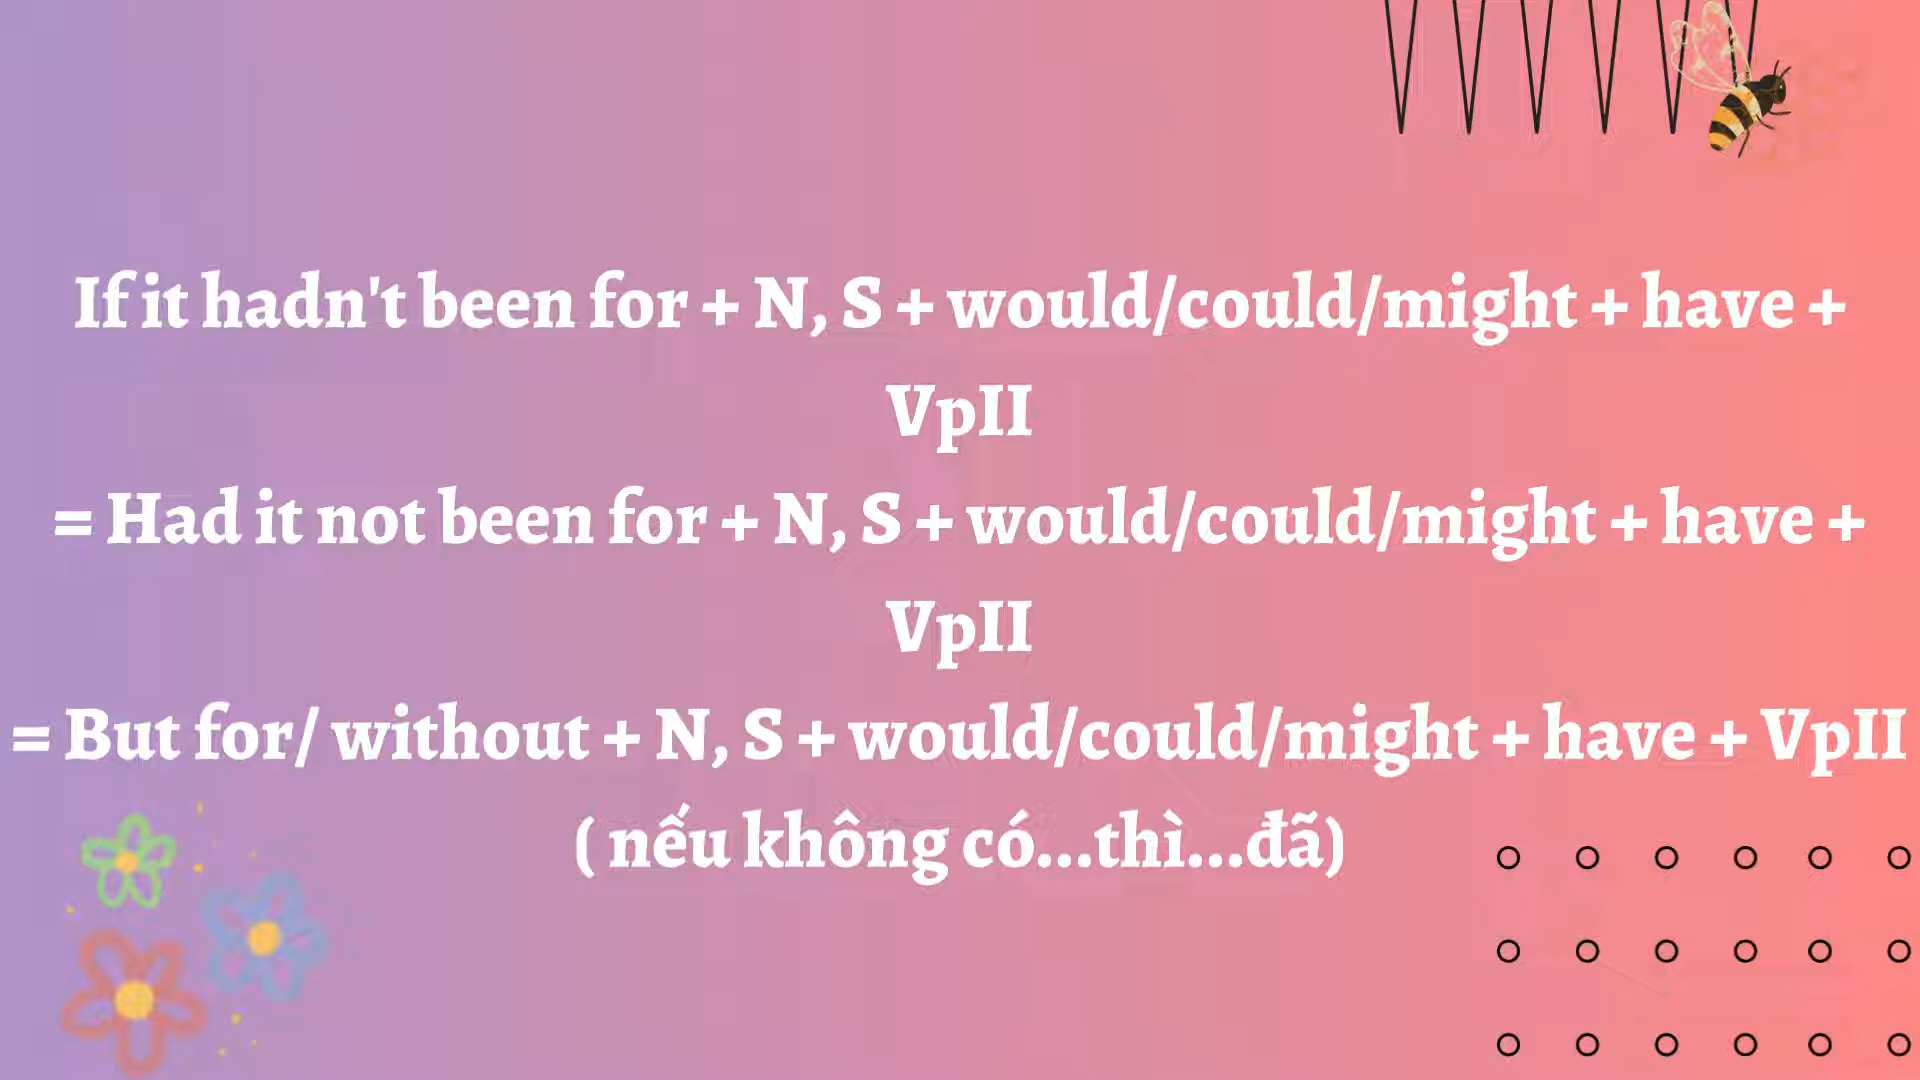 If it hadn't been for + N, S + would/could/might + have +
VpII
= Had it not been for + N, S + would/could/might + have +
VpII
= But for/ without + N, S + would/could/might + have + VpII
( nếu không có...thì...đã)